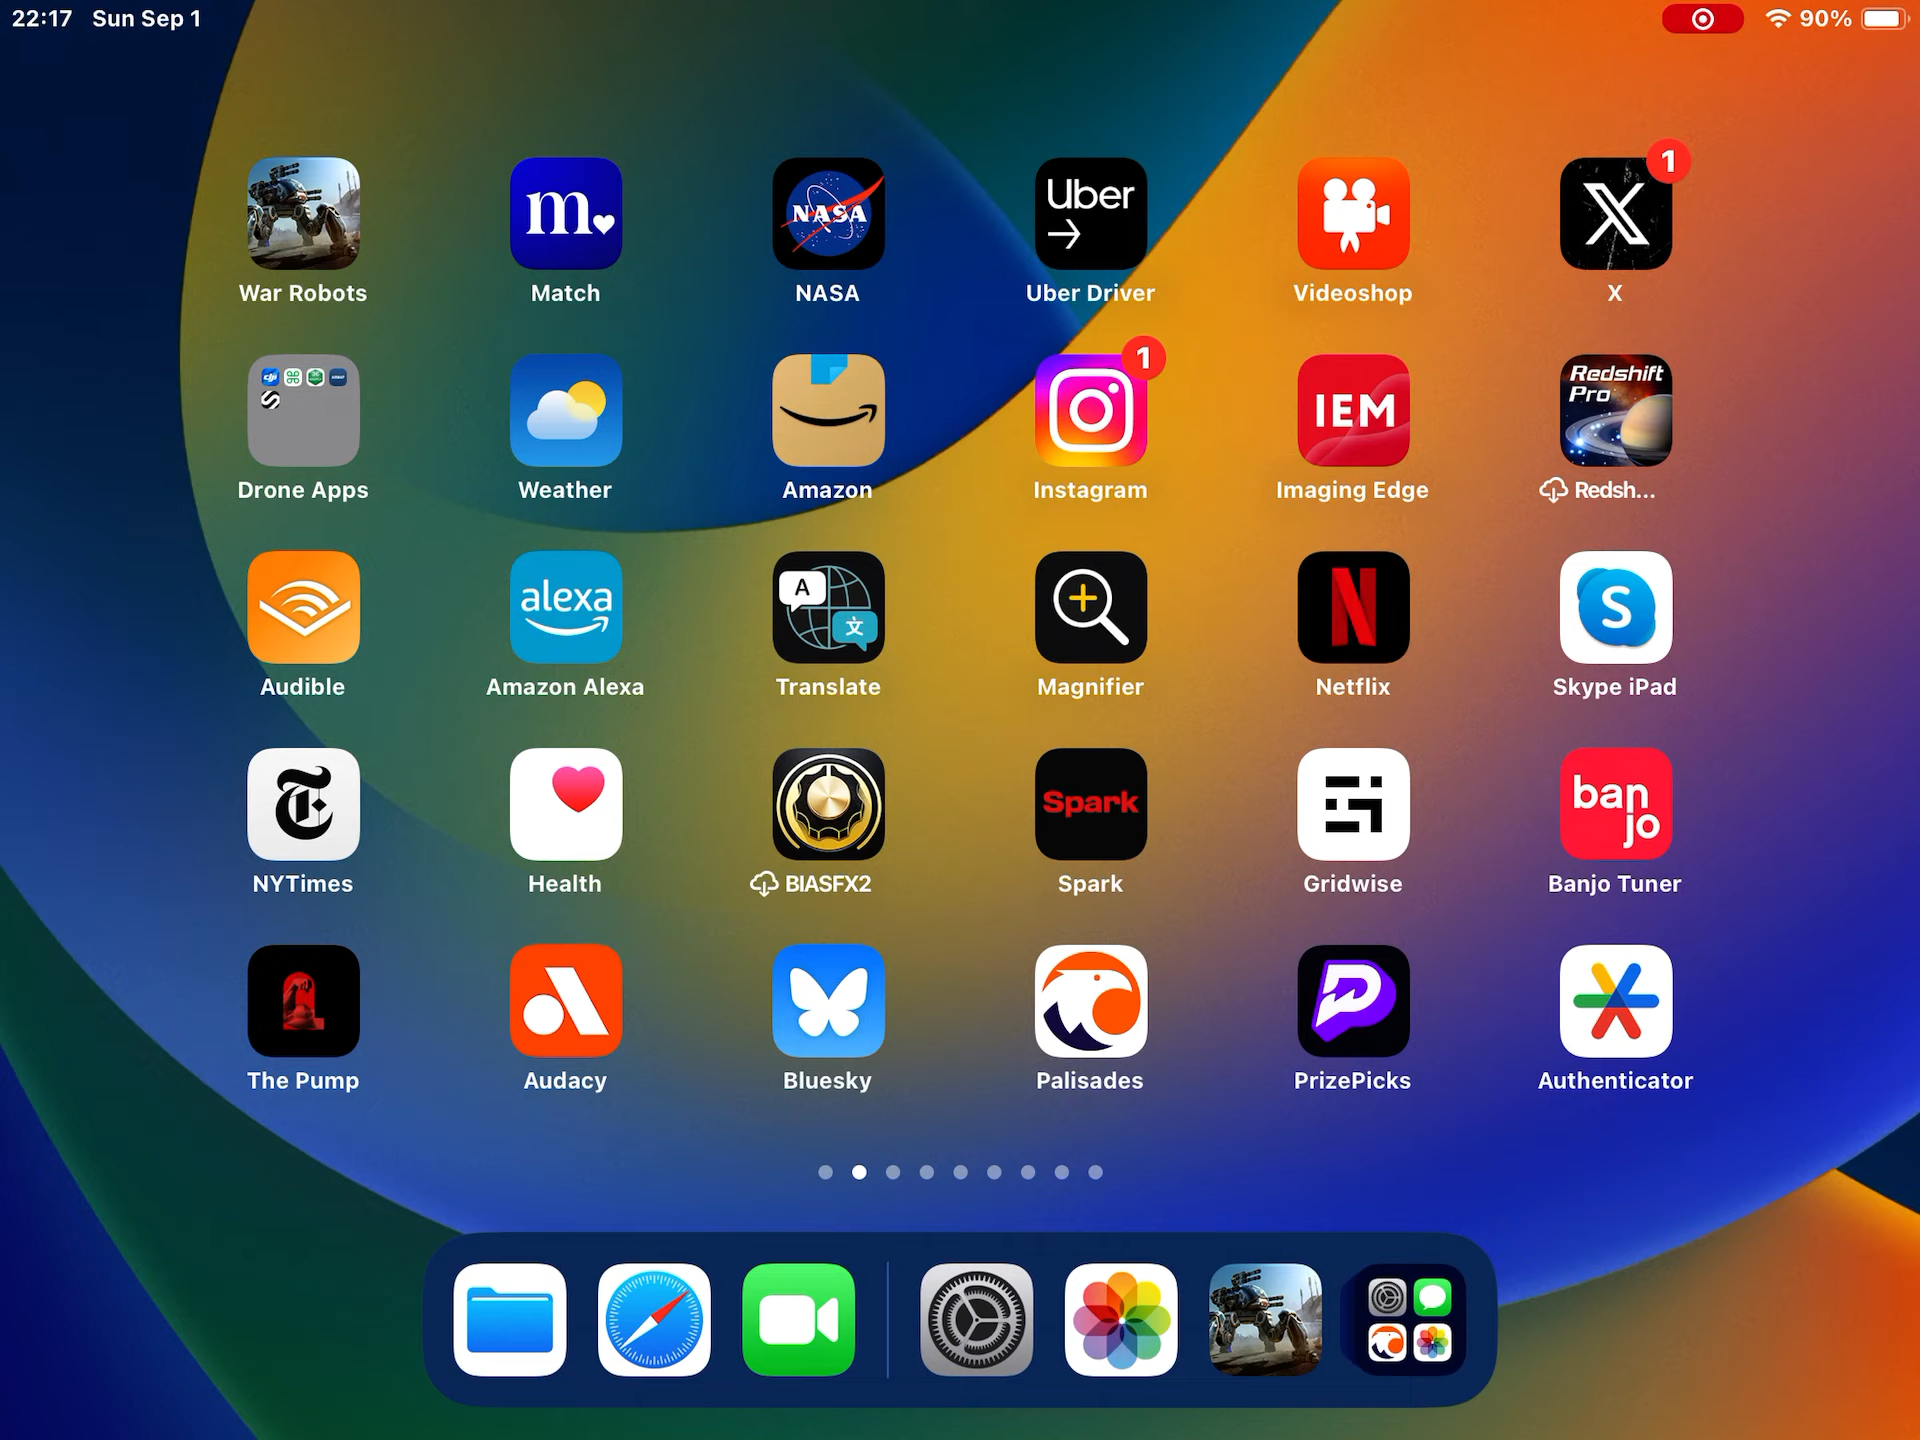 22:17 Sun Sep 1
90%
m
NASA
Uber
X
1
War Robots
Match
NASA
Uber Driver
Videoshop
X
dji
1
IEM
Redshift
Pro
Drone Apps
Weather
Amazon
Instagram
Imaging Edge
Redsh...
alexa
A
文
N
S
Audible
Amazon Alexa
Translate
Magnifier
Netflix
Skype iPad
T
Spark
ban
jo
NYTimes
Health
BIASFX2
Spark
Gridwise
Banjo Tuner
P
The Pump
Audacy
Bluesky
Palisades
PrizePicks
Authenticator